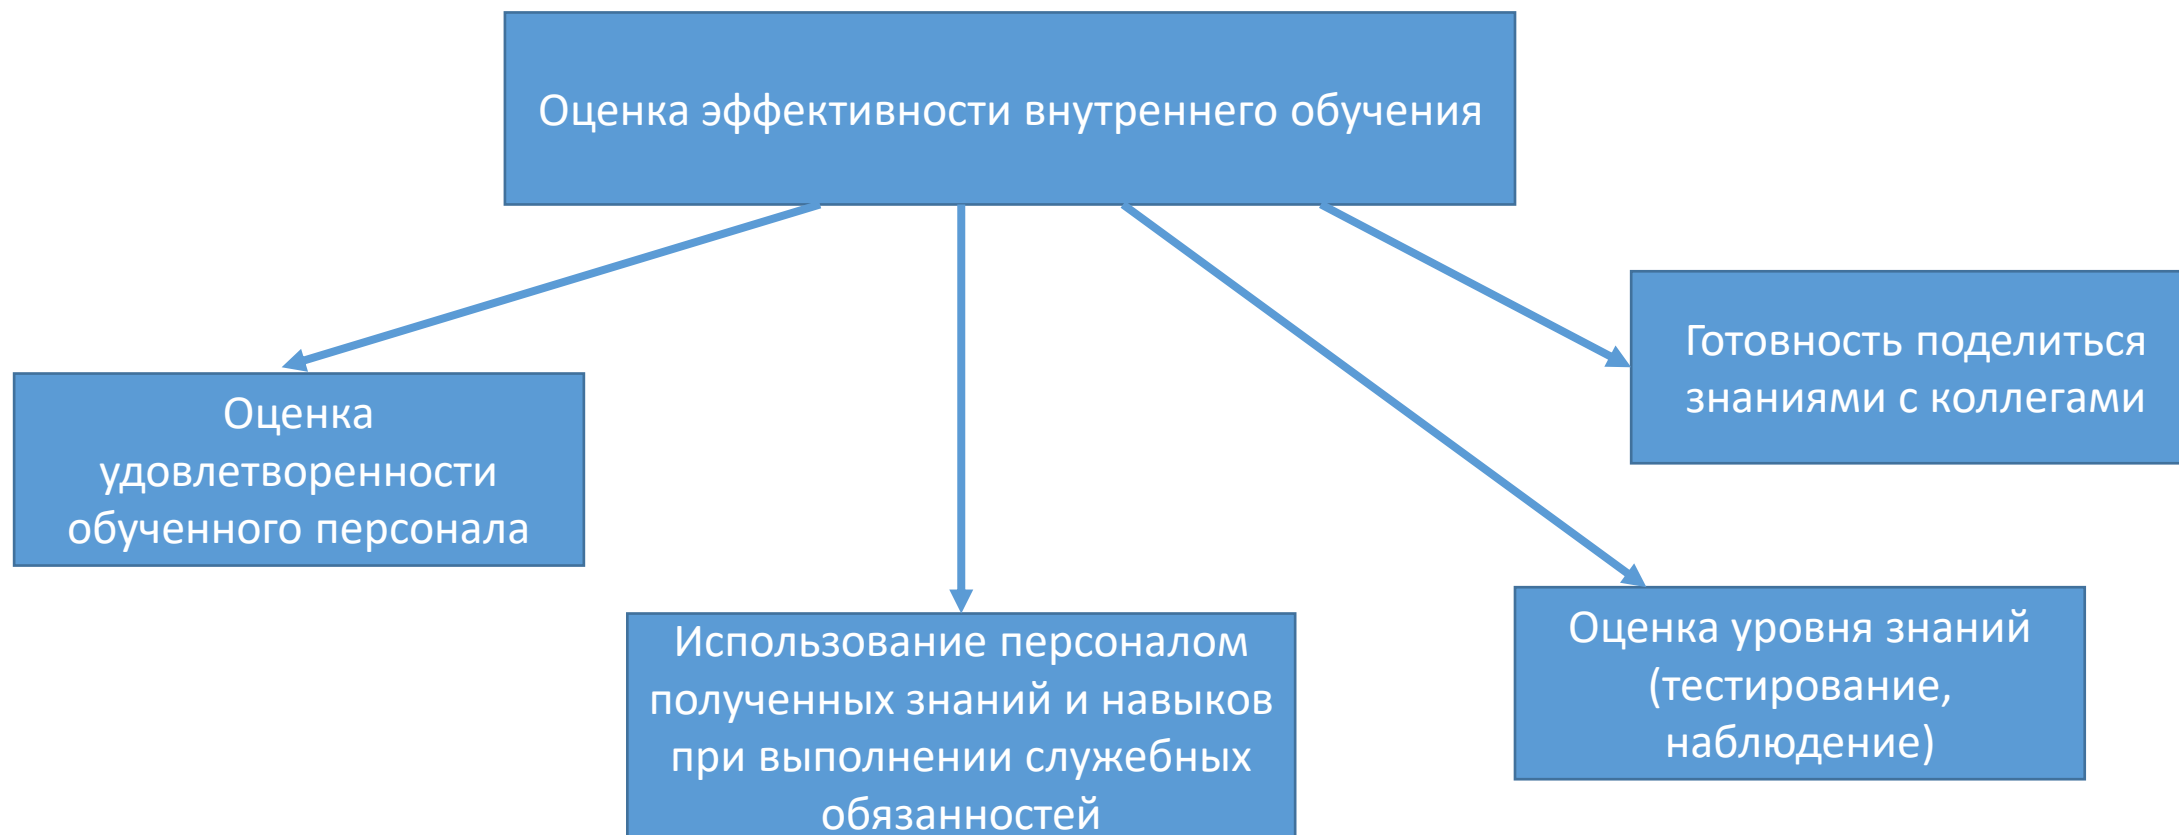 Оценка эффективности внутреннего обучения
Готовность поделиться
знаниями с коллегами
Оценка
удовлетворенности
обученного персонала
Использование персоналом
полученных знаний и навыков
при выполнении служебных
обязанностей
Оценка уровня знаний
(тестирование,
наблюдение)